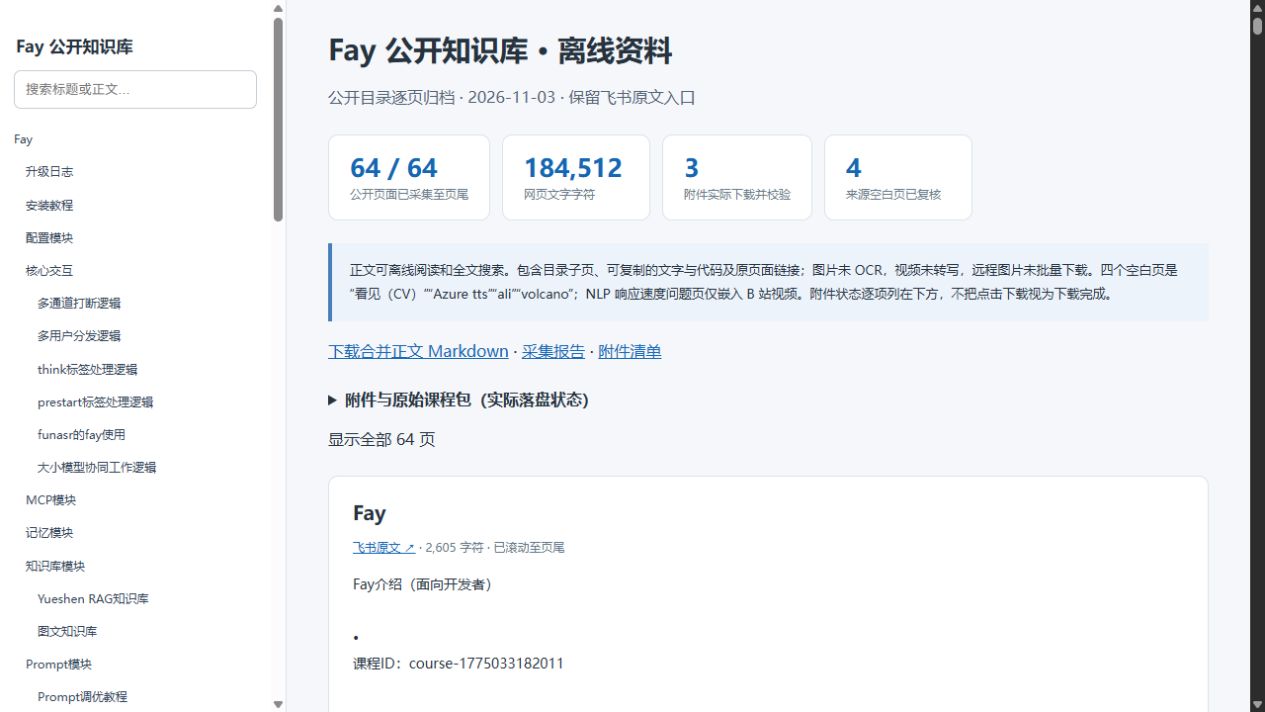 Fay 公开知识库
搜索标题或正文...
Fay
升级日志
安装教程
配置模块
核心交互
多通道打断逻辑
多用户分发逻辑
think标签处理逻辑
prestart标签处理逻辑
funasr的fay使用
大小模型协同工作逻辑
MCP模块
记忆模块
知识库模块
Yueshen RAG知识库
图文知识库
Prompt模块
Prompt调优教程
Fay 公开知识库 • 离线资料
公开目录逐页归档 · 2026-11-03 · 保留飞书原文入口
64 / 64
公开页面已采集至页尾
184,512
网页文字字符
3
附件实际下载并校验
4
来源空白页已复核
正文可离线阅读和全文搜索。包含目录子页、可复制的文字与代码及原页面链接；图片未 OCR，视频未转写，远程图片未批量下载。四个空白页是
“看见（CV）”“Azure tts”“ali”“volcano”；NLP 响应速度问题页仅嵌入 B 站视频。附件状态逐项列在下方，不把点击下载视为下载完成。
下载合并正文 Markdown · 采集报告 · 附件清单
▶ 附件与原始课程包（实际落盘状态）
显示全部 64 页
Fay
飞书原文 ↗ · 2,605 字符 · 已滚动至页尾
Fay介绍（面向开发者）
•
课程ID：course-1775033182011